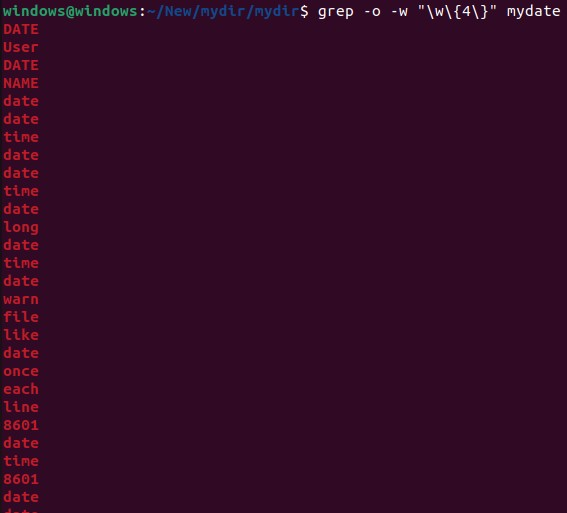 windows@windows:~/New/mydir/mydir$ grep -o -w "\w\{4\}" mydate
DATE
User
DATE
NAME
date
date
time
date
date
time
date
long
date
time
date
warn
file
like
date
once
each
line
8601
date
time
8601
date